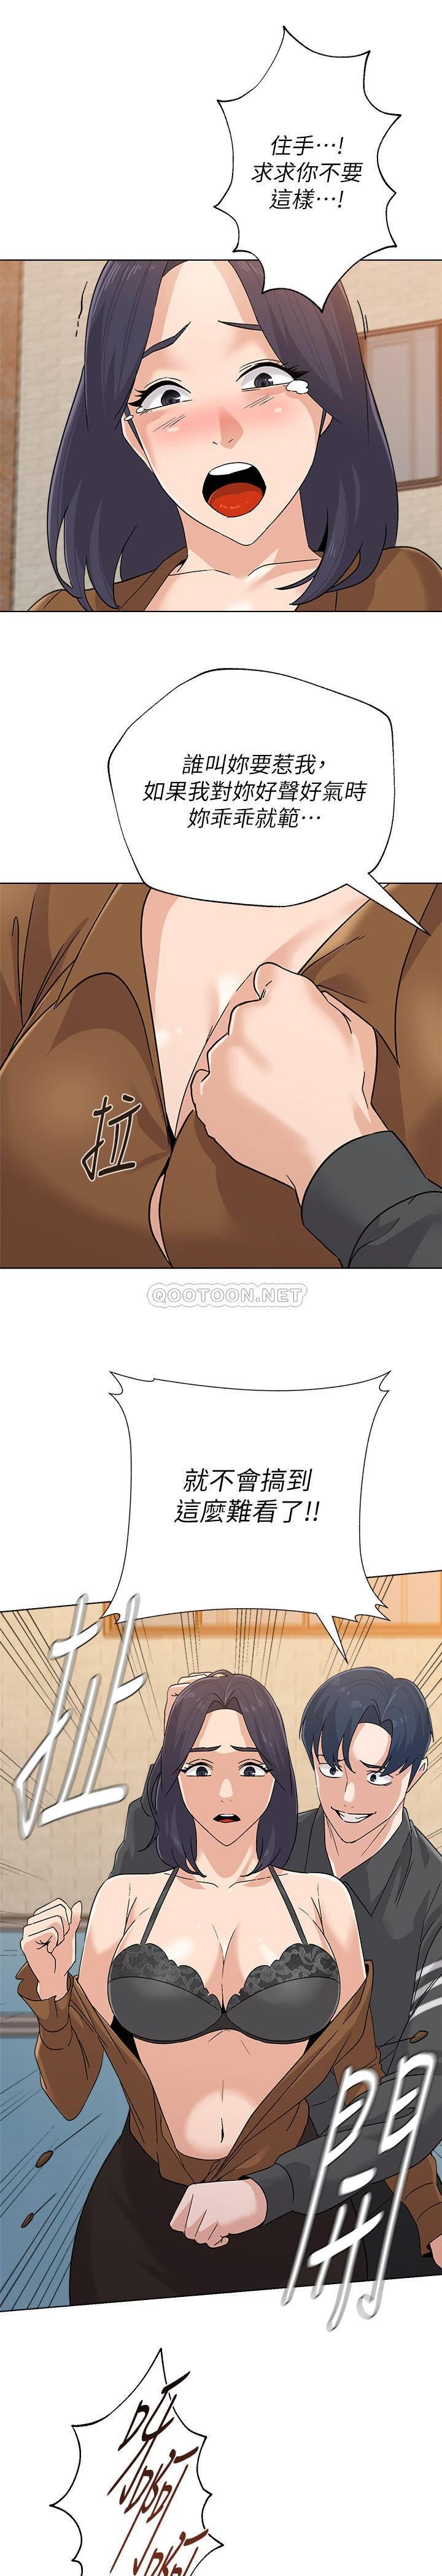 住手⋯!
求求你不要
這樣⋯!
誰叫妳要惹我,
如果我對妳好聲好氣時
妳乖乖就範⋯
拉
QOOTOON.NET
就不會搞到
這麼難看了!!
扯
開